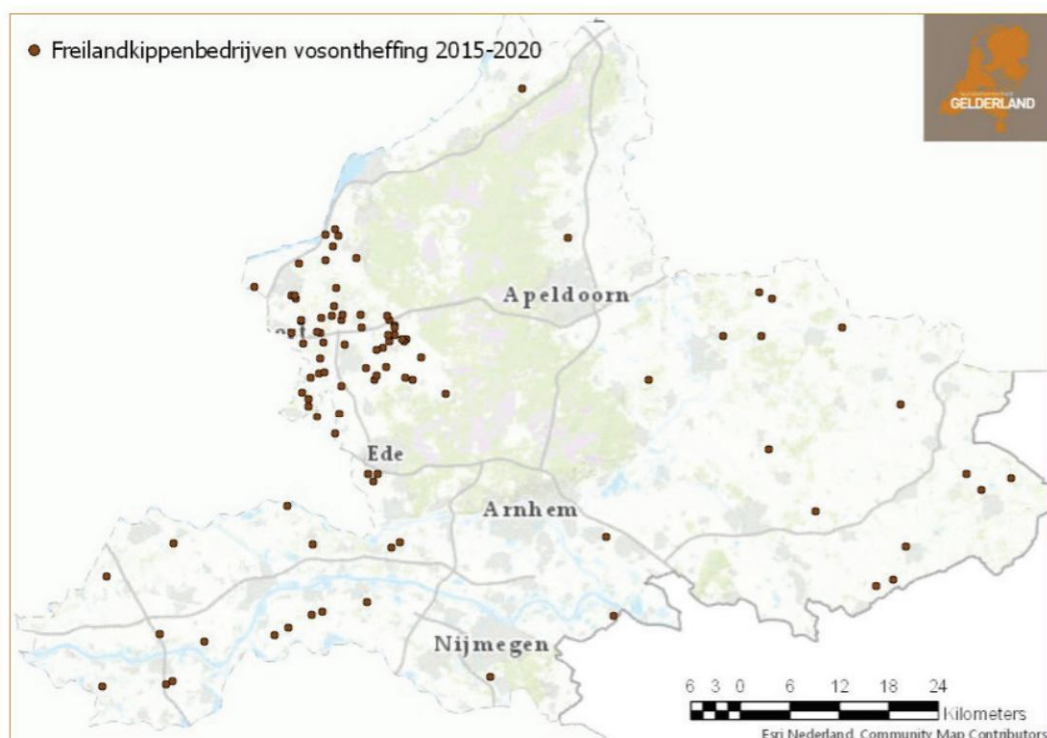 Freilandkippenbedrijven vosontheffing 2015-2020
GELDERLAND
Apeldoorn
Ede
Arnhem
Nijmegen
6 3 0 6 12 18 24
Kilometers
Esri Nederland, Community Map Contributors